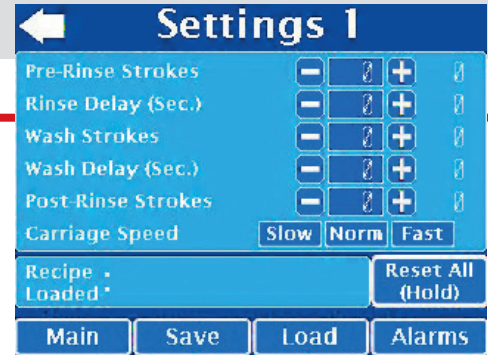 Settings 1
Pre-Rinse Strokes 0 0
Rinse Delay (Sec.) 0 0
Wash Strokes 0 0
Wash Delay (Sec.) 0 0
Post-Rinse Strokes 0 0
Carriage Speed Slow Norm Fast
Recipe :
Loaded
Reset All
(Hold)
Main Save Load Alarms